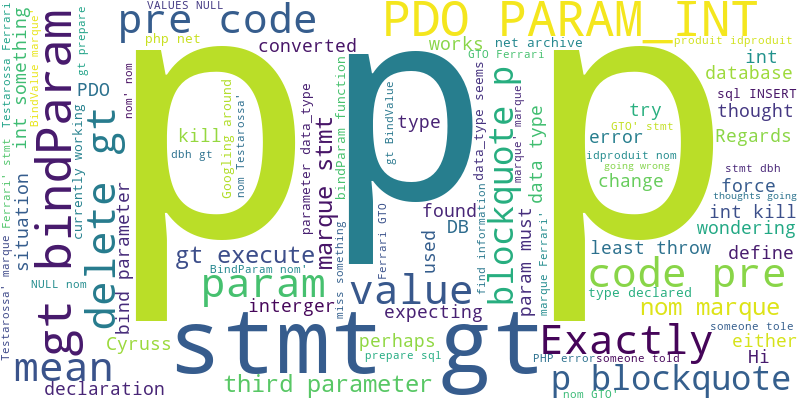 VALUES NULL
pre code
PDO PARAM_INT
php net
converted
works
net archive
produit idproduit
GTO Ferrari
int
gt prepare
PDO
database
sql INSERT
gt bindParam
int something
Testarossa Ferrari
BindValue marque'
nom' nom
p
p
p
kill
dbh gt
Googling around
nom Testarossa'
type
gt BindValue
bindParam function
parameter data_type
data_type seems
marque' marque
try
thought
GTO' stmt
Regards
error
data type
idproduit nom
going wrong
change
stmt dbh
thoughts going
force
delete gt
currently working
situation
Ferrari' stmt
bind parameter
marque stmt
blockquote p
found
used
DB
find information
param must
marque Ferrari'
int kill
wondering
gt execute
least throw
define
BindParam nom'
Ferrari GTO
miss something
NULL nom
param
value
code pre
type declared
interger
expecting
nom marque
Testarossa' marque
Cyruss
stmt gt
perhaps
prepare sql
Exactly
someone tole
either
mean
third parameter
PHP error
someone told
Hi
declaration
p blockquote
nom GTO'